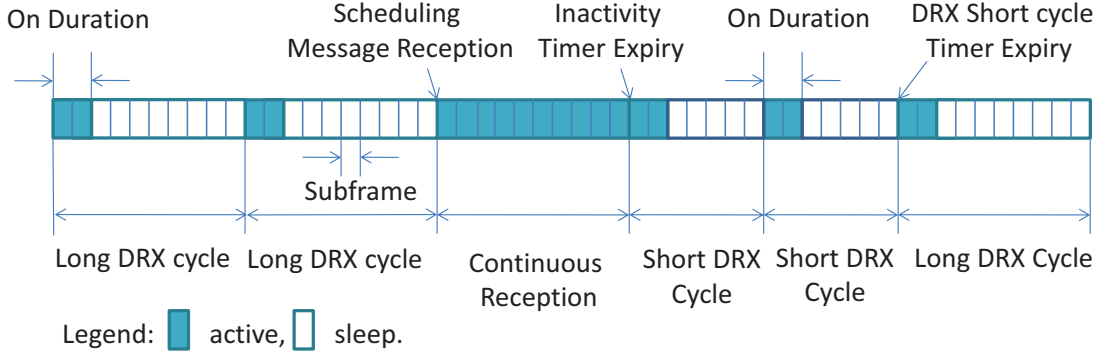 On Duration
Scheduling
Message Reception
Inactivity
Timer Expiry
On Duration
DRX Short cycle
Timer Expiry
Subframe
Long DRX cycle
Long DRX cycle
Continuous
Reception
Short DRX
Cycle
Short DRX
Cycle
Long DRX Cycle
Legend: active, sleep.